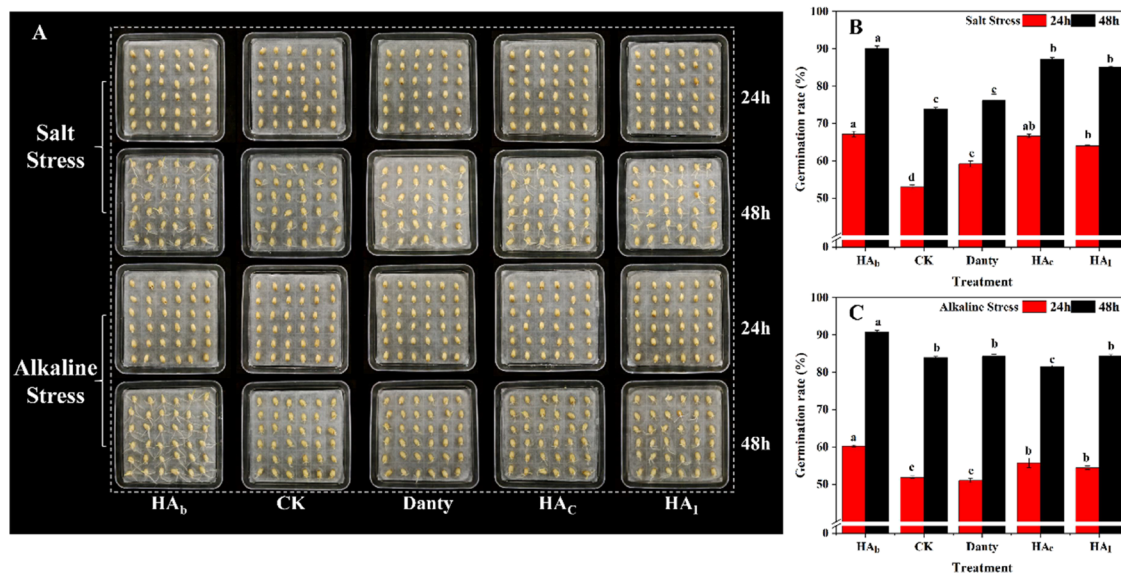 A
Salt
Stress
Alkaline
Stress
24h
48h
24h
48h
HAb
CK
Danty
HAC
HA1
B
Salt Stress
24h
48h
Germination rate (%)
100
90
80
70
60
50
0
a
a
d
c
c
c
ab
b
b
b
HAb
CK
Danty
HAc
HA1
Treatment
C
Alkaline Stress
24h
48h
Germination rate (%)
100
90
80
70
60
50
0
a
a
b
c
b
b
c
b
b
HAb
CK
Danty
HAc
HA1
Treatment